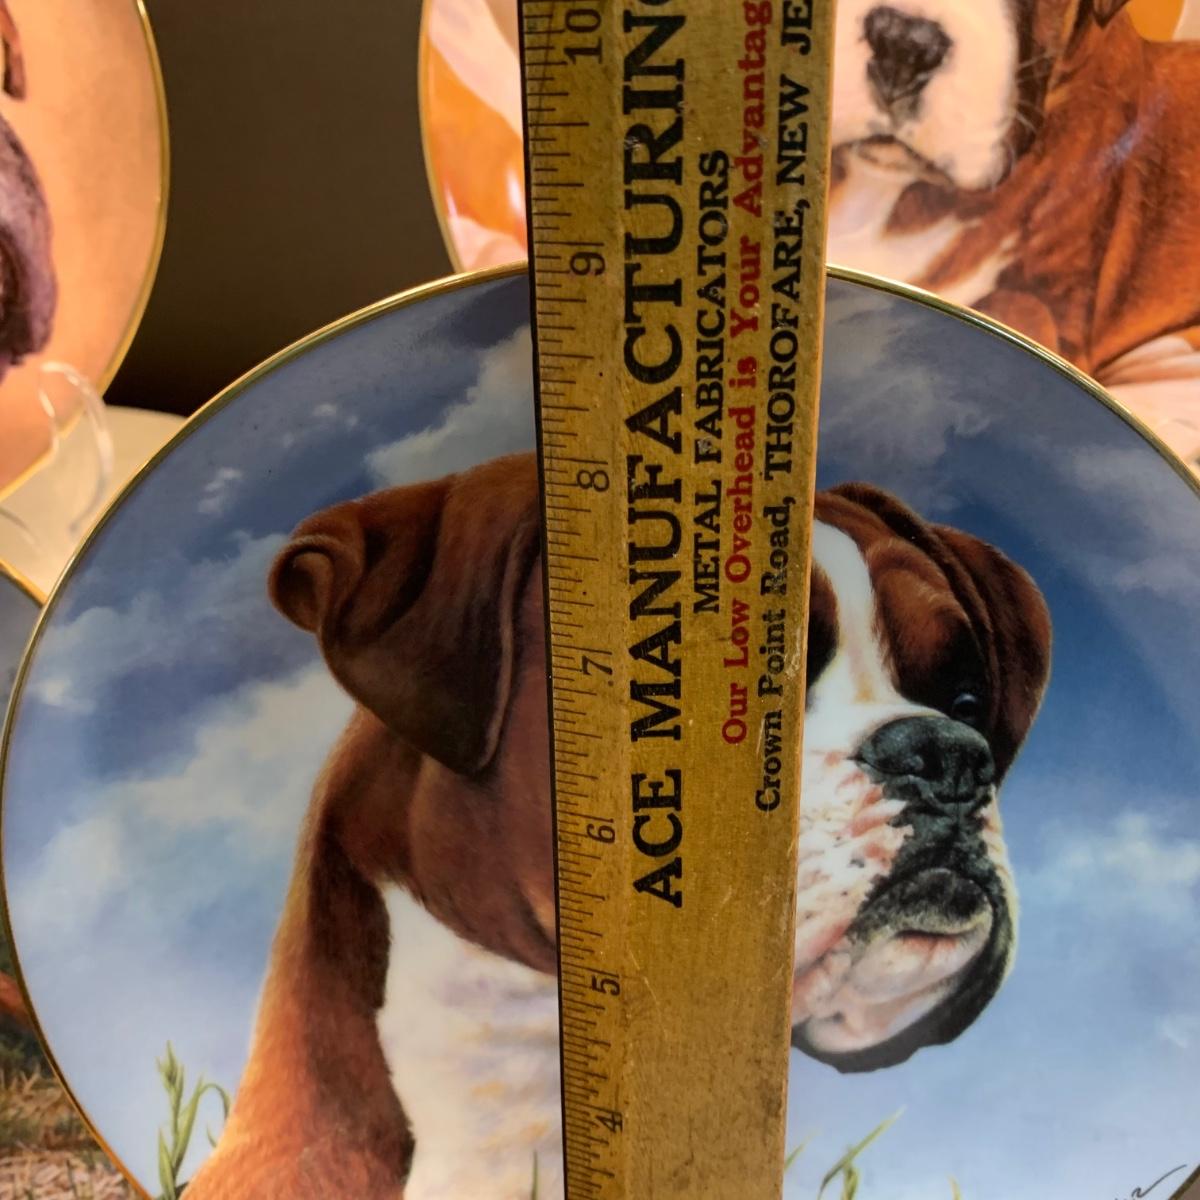 ACE MANUFACTURING
METAL FABRICATORS
Our Low Overhead is Your Advantag
Crown Point Road, THOROFARE, NEW JE
10
9
8
7
6
5
4